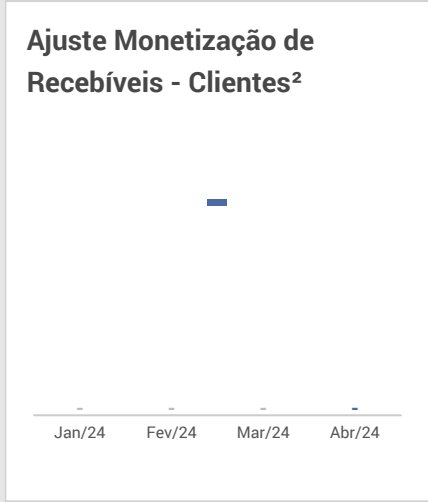 Ajuste Monetização de
Recebíveis - Clientes²
- - - -
Jan/24 Fev/24 Mar/24 Abr/24